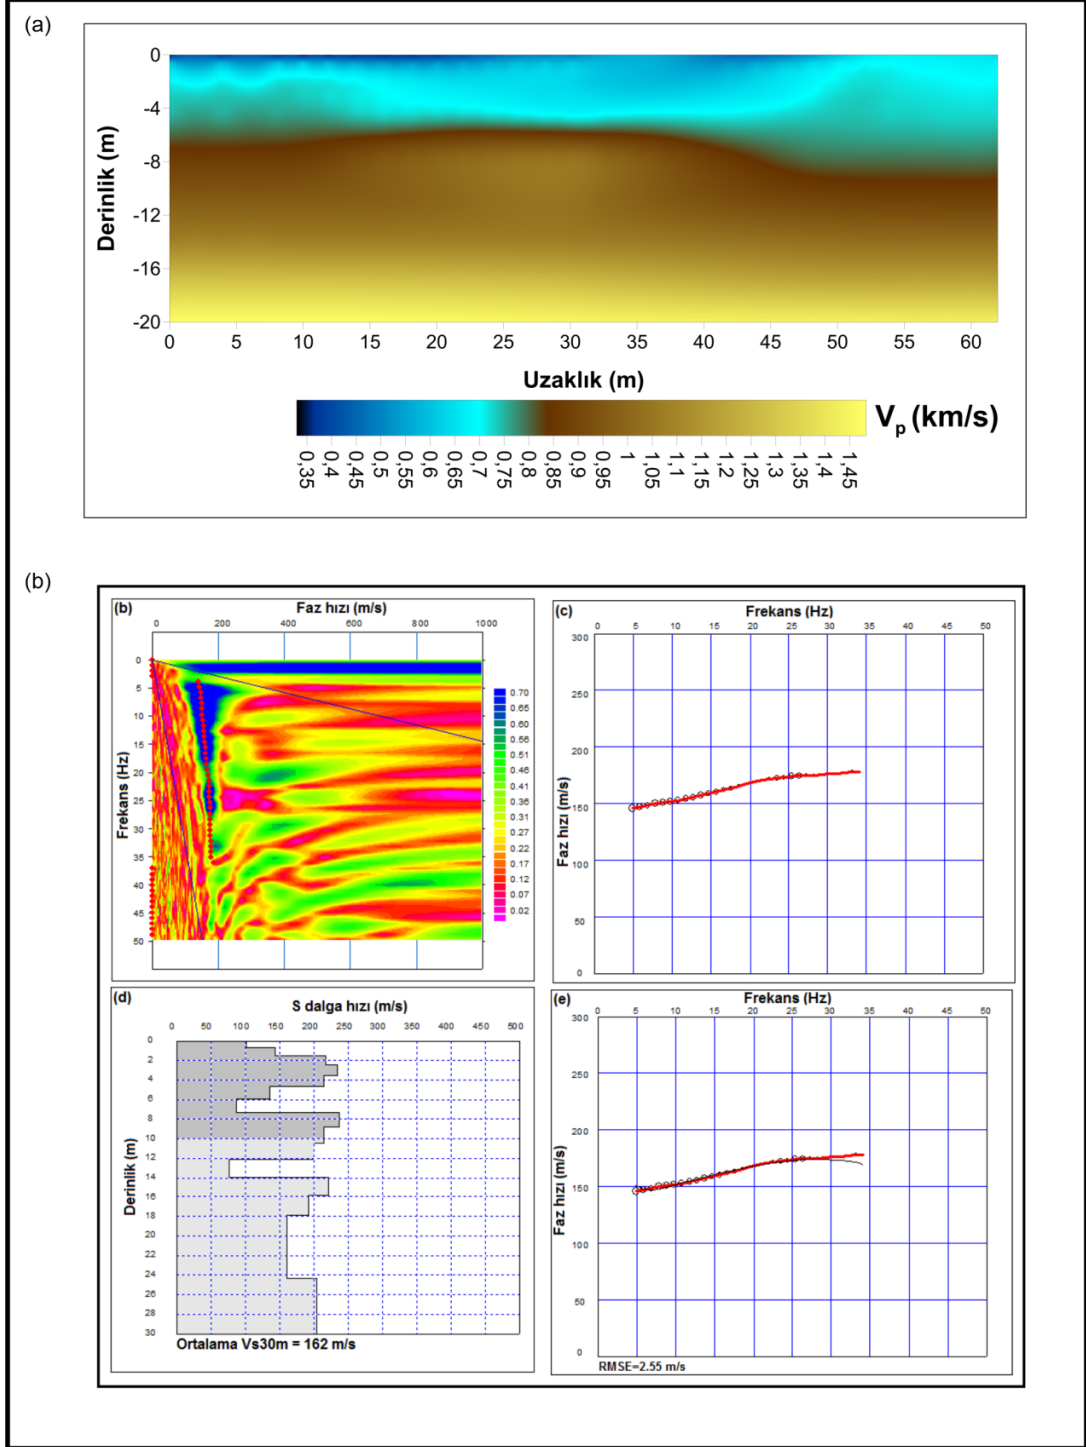 (a)
0
-4
-8
-12
-16
-20
Derinlik (m)
0 5 10 15 20 25 30 35 40 45 50 55 60
Uzaklık (m)
Vp (km/s)
0,35 0,4 0,45 0,5 0,55 0,6 0,65 0,7 0,75 0,8 0,85 0,9 0,95 1 1,05 1,1 1,15 1,2 1,25 1,3 1,35 1,4 1,45
(b)
(b) Faz hızı (m/s)
0 200 400 600 800 1000
0
5
10
15
20
25
30
35
40
45
50
Frekans (Hz)
0.70
0.65
0.60
0.56
0.51
0.46
0.41
0.36
0.31
0.27
0.22
0.17
0.12
0.07
0.02
(c) Frekans (Hz)
0 5 10 15 20 25 30 35 40 45 50
300
250
200
150
100
50
0
Faz hızı (m/s)
(d) S dalga hızı (m/s)
0 50 100 150 200 250 300 350 400 450 500
0
2
4
6
8
10
12
14
16
18
20
22
24
26
28
30
Derinlik (m)
Ortalama Vs30m = 162 m/s
(e) Frekans (Hz)
0 5 10 15 20 25 30 35 40 45 50
300
250
200
150
100
50
0
Faz hızı (m/s)
RMSE=2.55 m/s